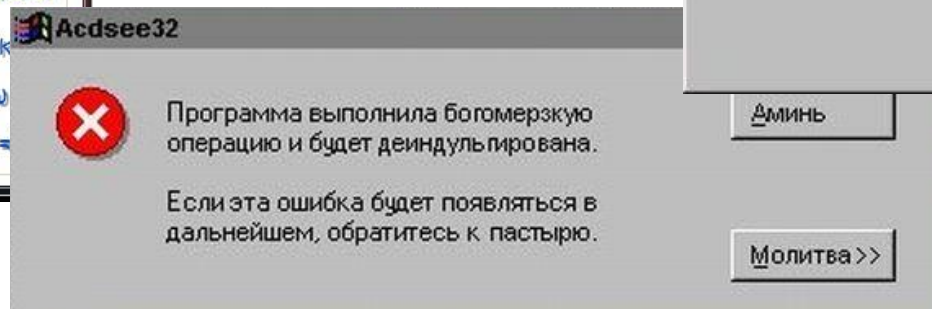 Acdsee32
Программа выполнила богомерзкую
операцию и будет деиндульгирована.
Если эта ошибка будет появляться в
дальнейшем, обратитесь к пастырю.
Аминь
Молитва>>